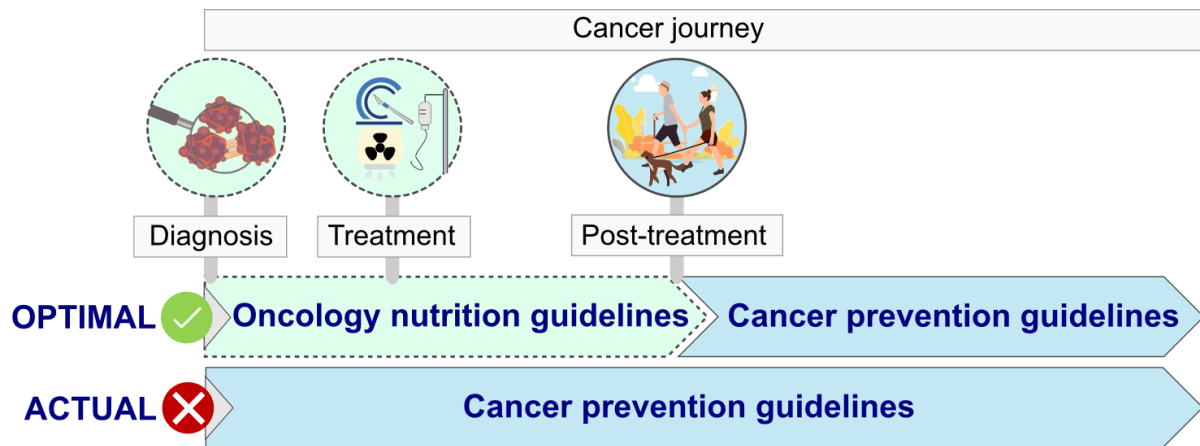 Cancer journey
Diagnosis
Treatment
Post-treatment
OPTIMAL
Oncology nutrition guidelines
Cancer prevention guidelines
ACTUAL
Cancer prevention guidelines